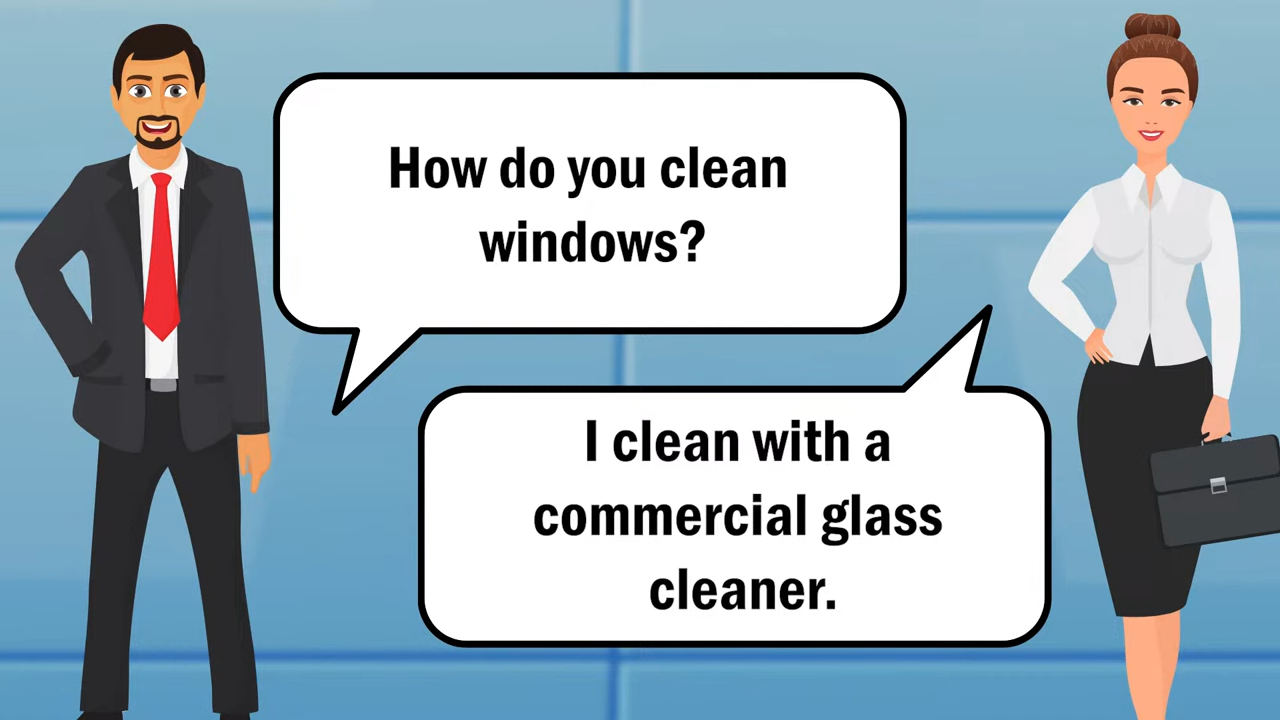 How do you clean
windows?
I clean with a
commercial glass
cleaner.